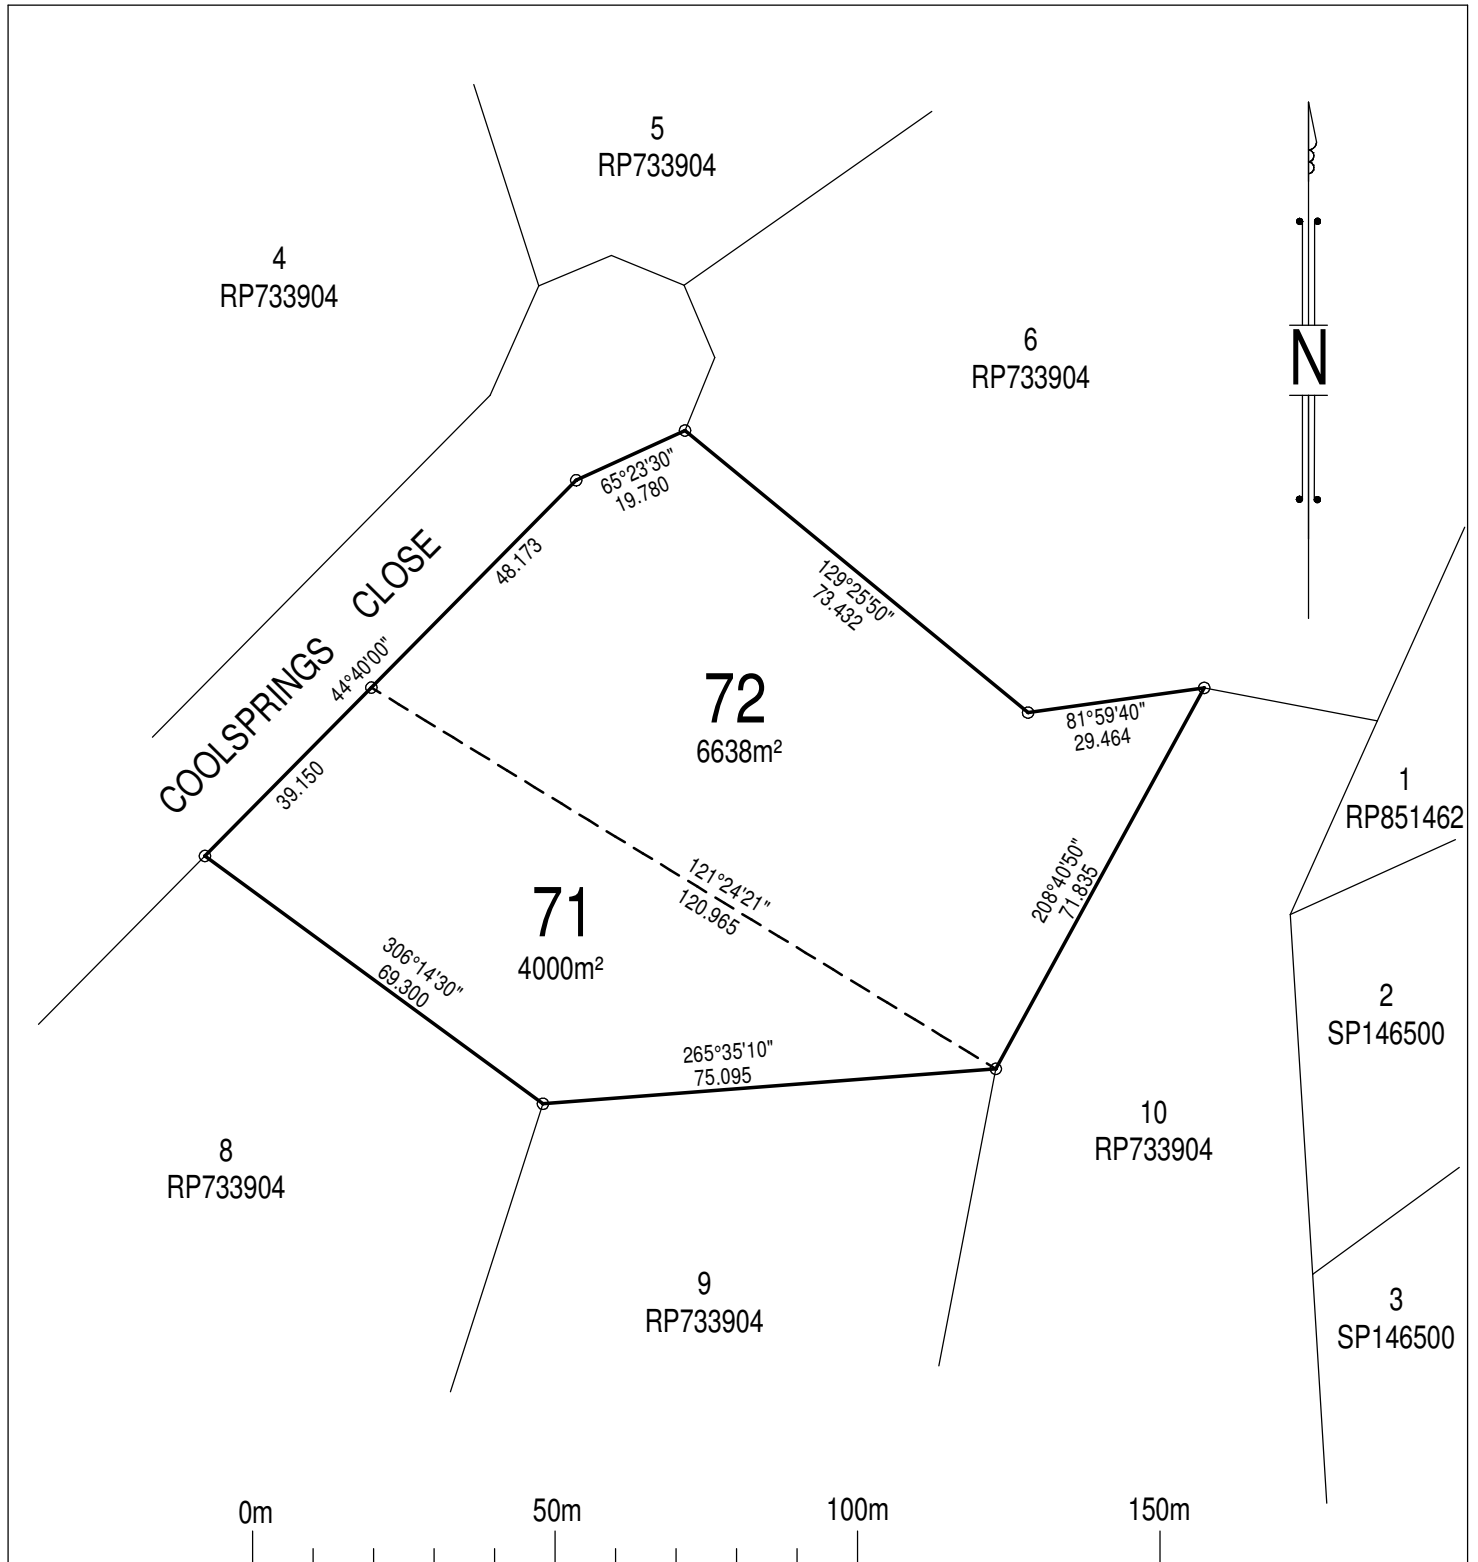 5
RP733904
4
RP733904
6
RP733904
N
65°23'30"
19.780
48.173
129°25'50"
73.432
COOLSPRINGS CLOSE
44°40'00"
72
6638m²
81°59'40"
29.464
39.150
1
RP851462
121°24'21"
120.965
208°40'50"
71.835
71
4000m²
306°14'30"
69.300
2
SP146500
265°35'10"
75.095
10
RP733904
8
RP733904
9
RP733904
3
SP146500
0m 50m 100m 150m